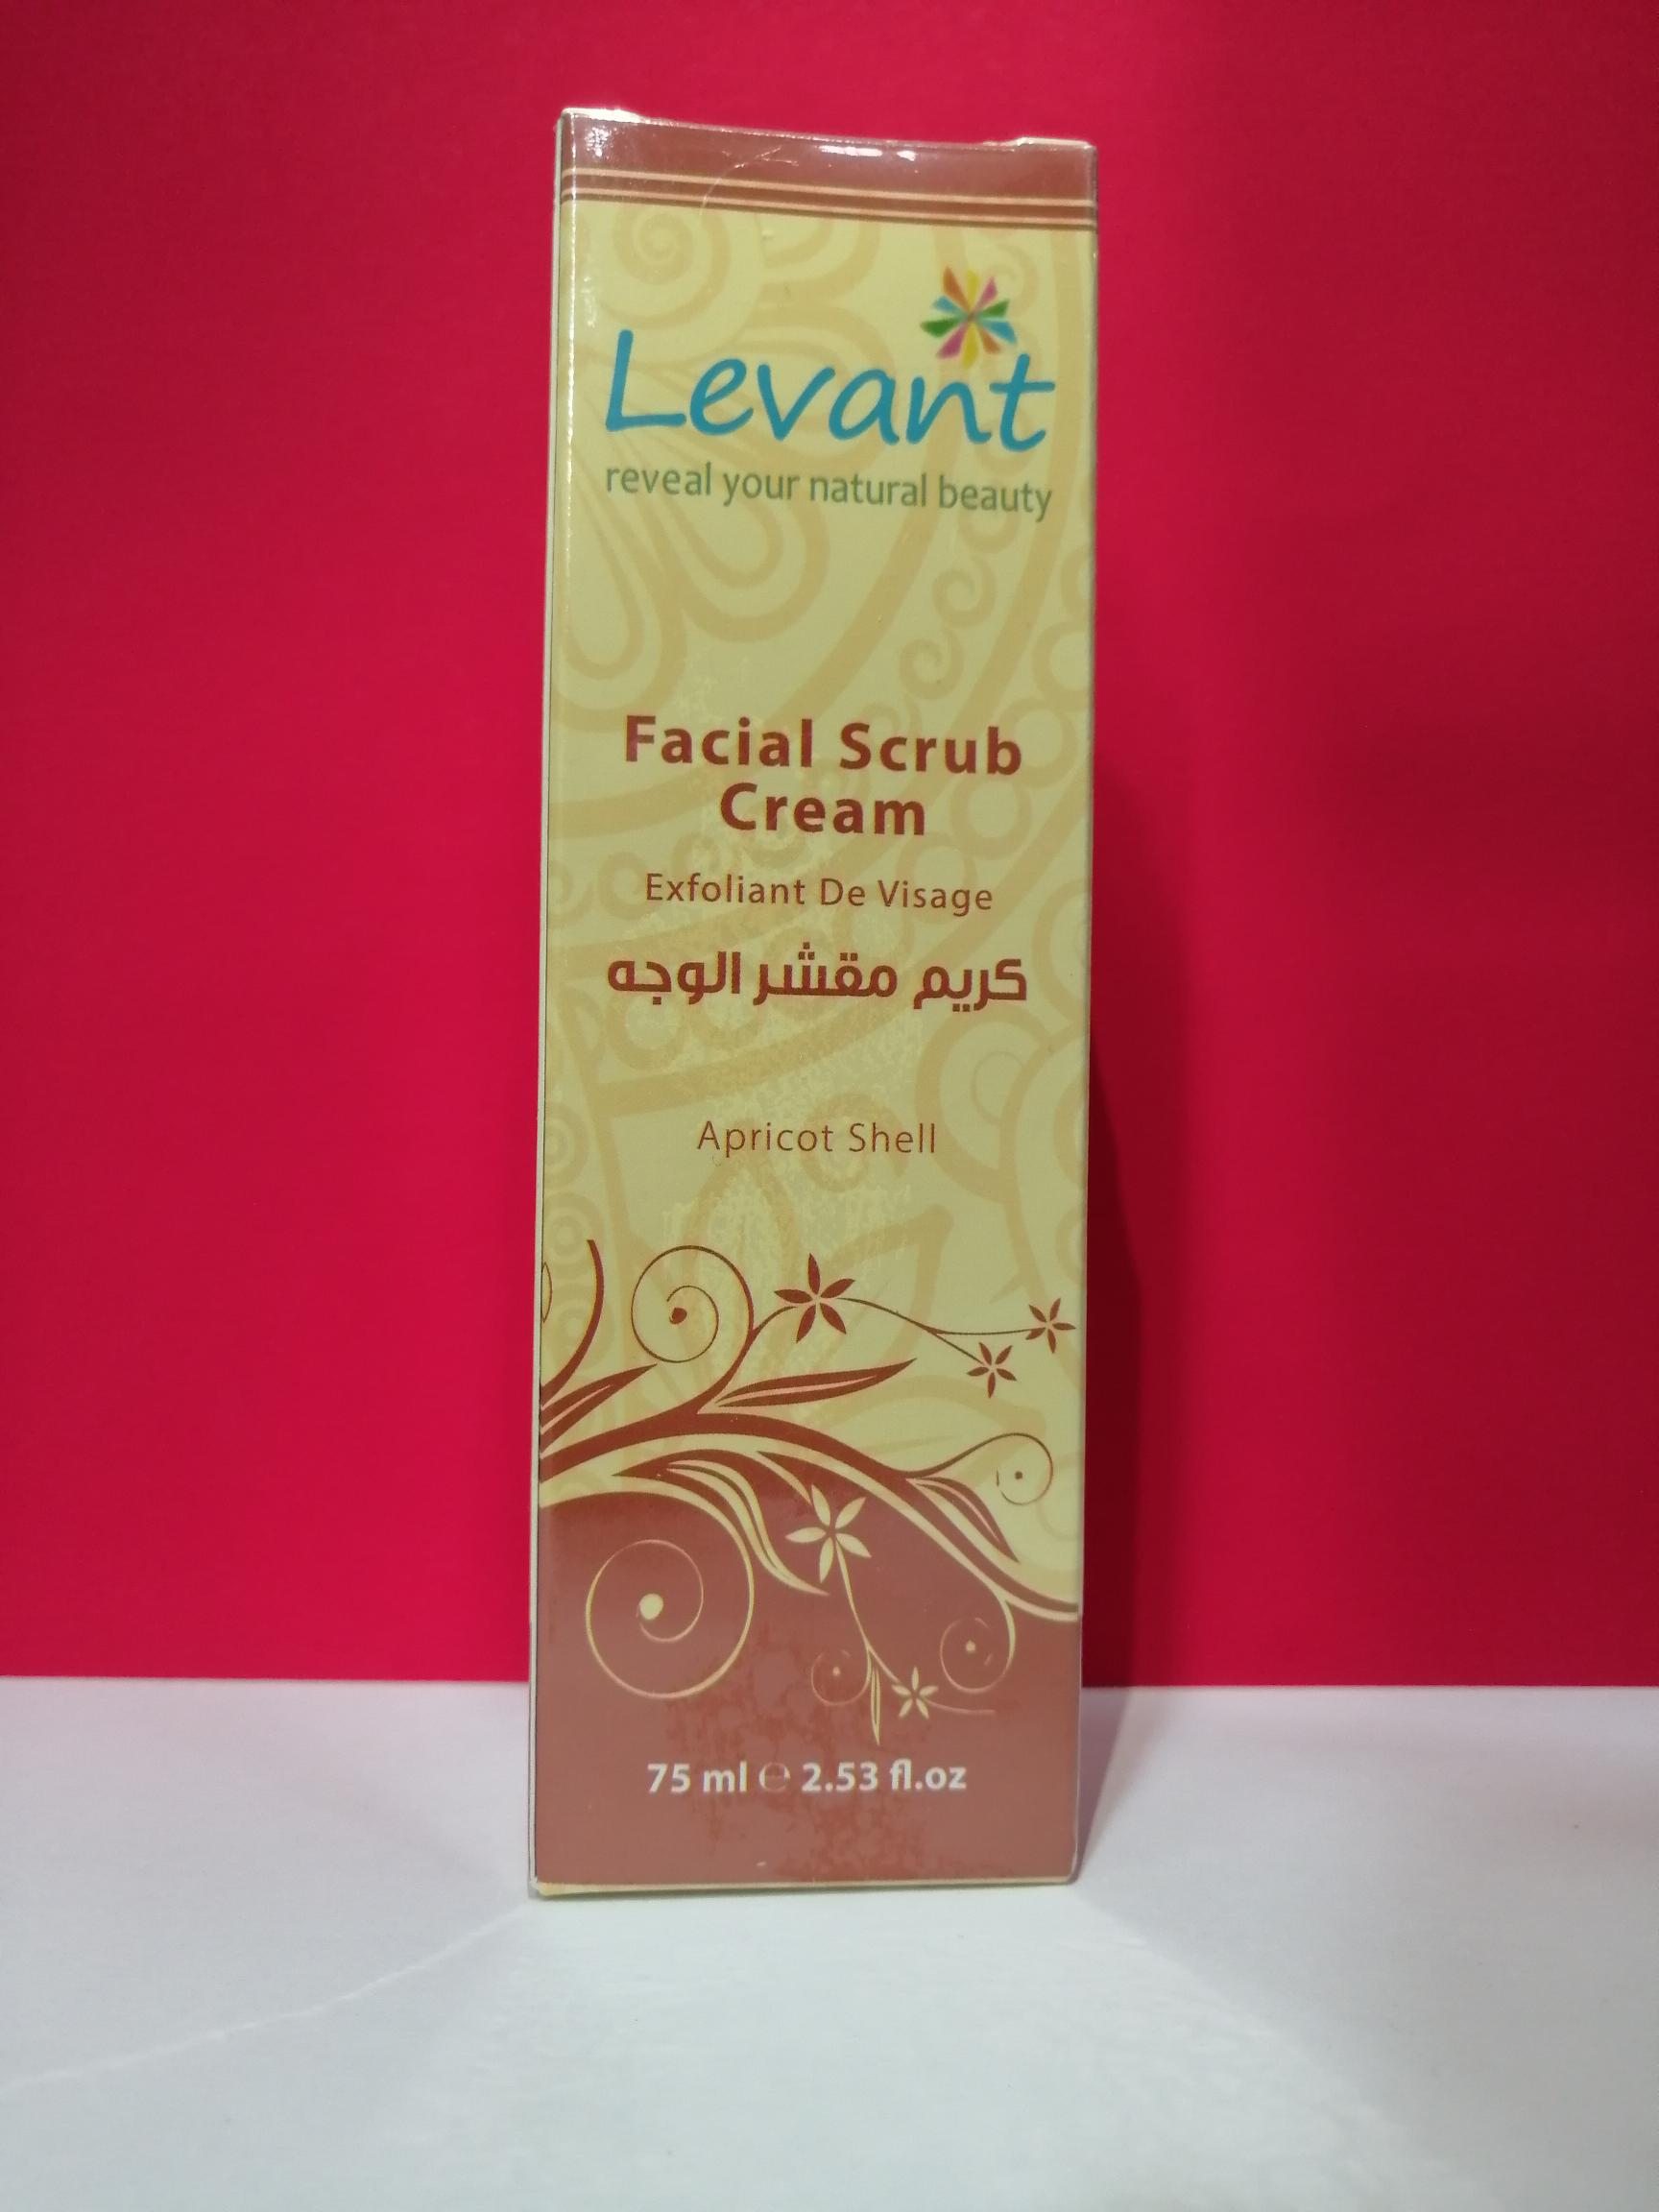 Levant
reveal your natural beauty
Facial Scrub
Cream
Exfoliant De Visage
كريم مقشر الوجه
Apricot Shell
75 ml ℮ 2.53 fl.oz